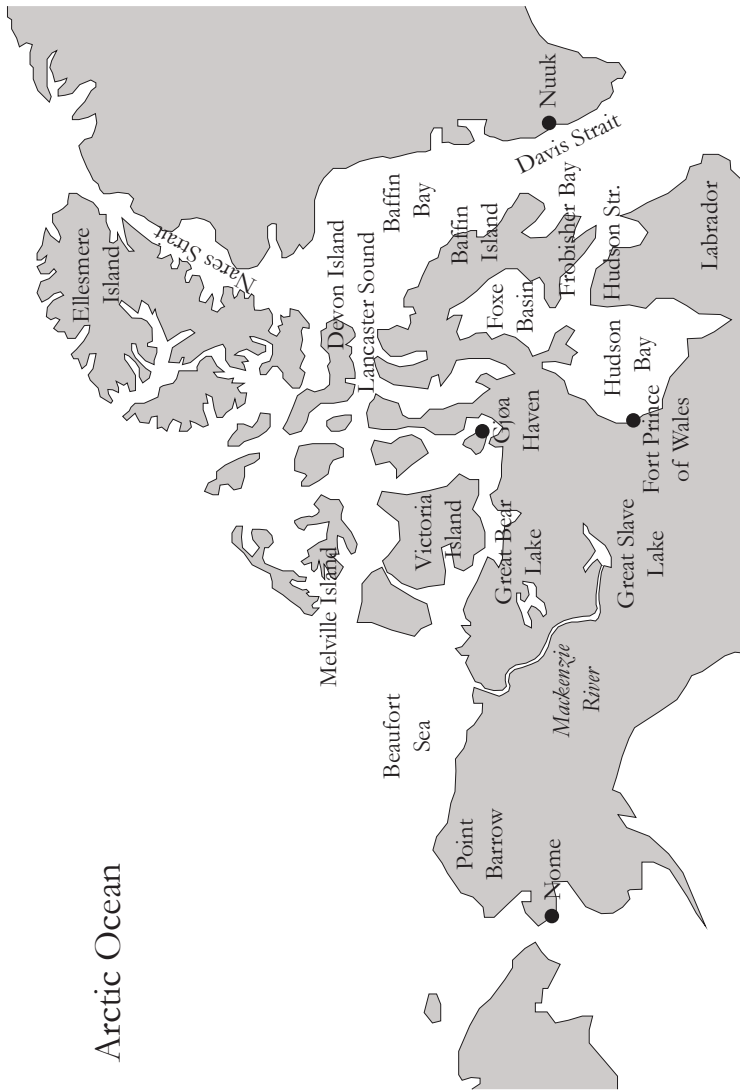 Arctic Ocean
Ellesmere
Island
Nares Strait
Devon Island
Lancaster Sound
Melville Island
Baffin
Bay
Beaufort
Sea
Victoria
Island
Baffin
Island
Nuuk
Davis Strait
Point
Barrow
Great Bear
Lake
Gjøa
Haven
Foxe
Basin
Frobisher Bay
Hudson Str.
Nome
Mackenzie
River
Great Slave
Lake
Fort Prince
of Wales
Hudson
Bay
Labrador